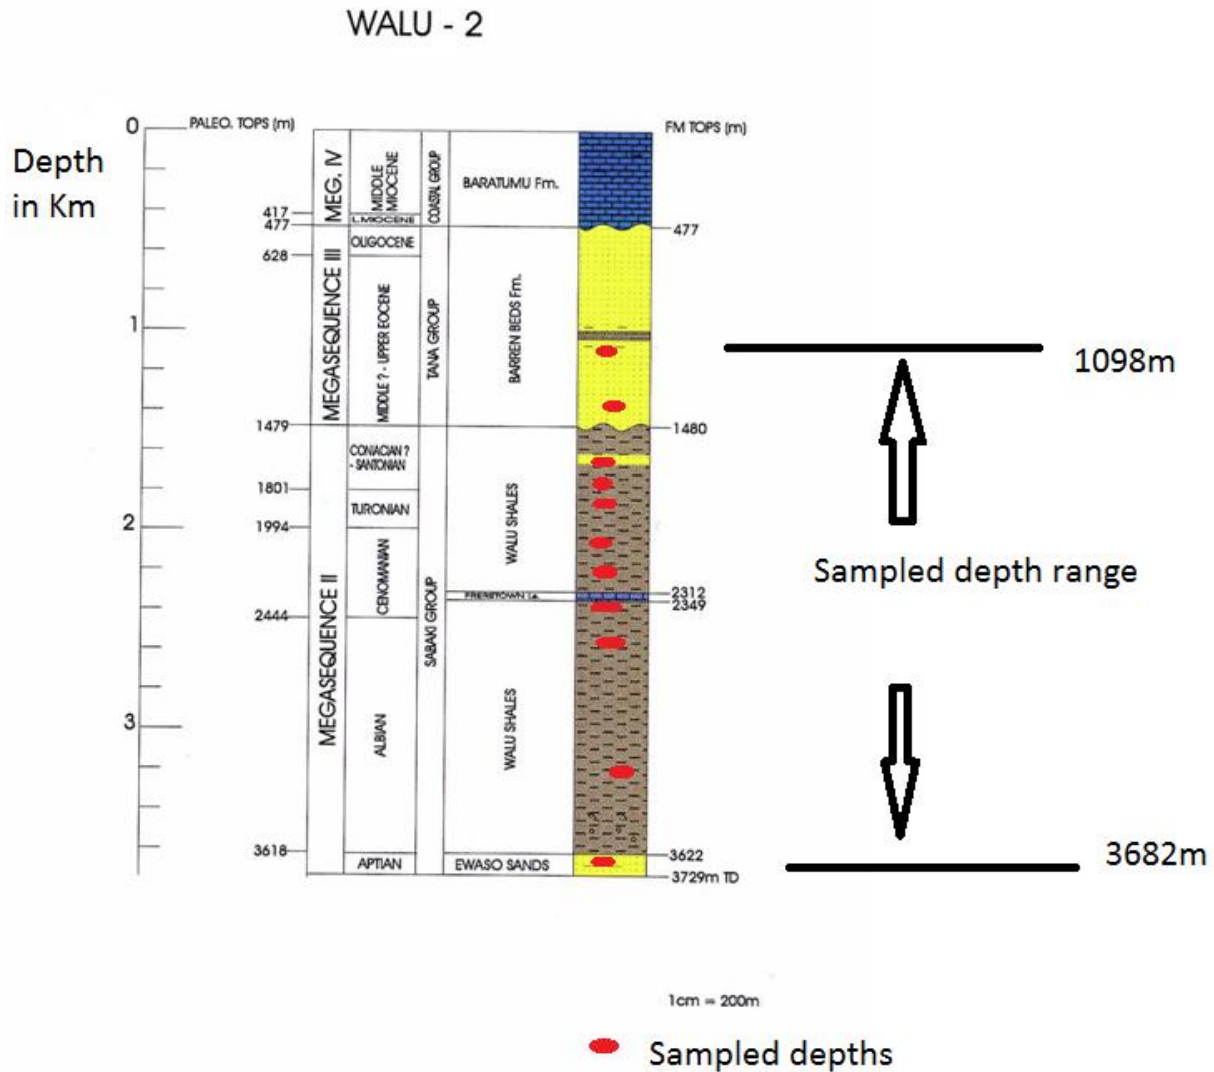 WALU - 2
0
PALEO. TOPS (m)
FM TOPS (m)
Depth
in Km
MEG. IV
MIDDLE
MIOCENE
COASTAL GROUP
BARATUMU Fm.
417
L.MIOCENE
477
477
OLIGOCENE
628
MEGASEQUENCE III
MIDDLE ? - UPPER EOCENE
TANA GROUP
BARREN BEDS Fm.
1
1098m
1479
1480
CONACIAN ?
- SANTONIAN
1801
TURONIAN
WALU SHALES
2
1994
Sampled depth range
CENOMANIAN
MEGASEQUENCE II
SABAKI GROUP
2312
FRERETOWN Ls.
2349
2444
3
ALBIAN
WALU SHALES
3618
3622
3682m
APTIAN
EWASO SANDS
3729m TD
1cm = 200m
Sampled depths